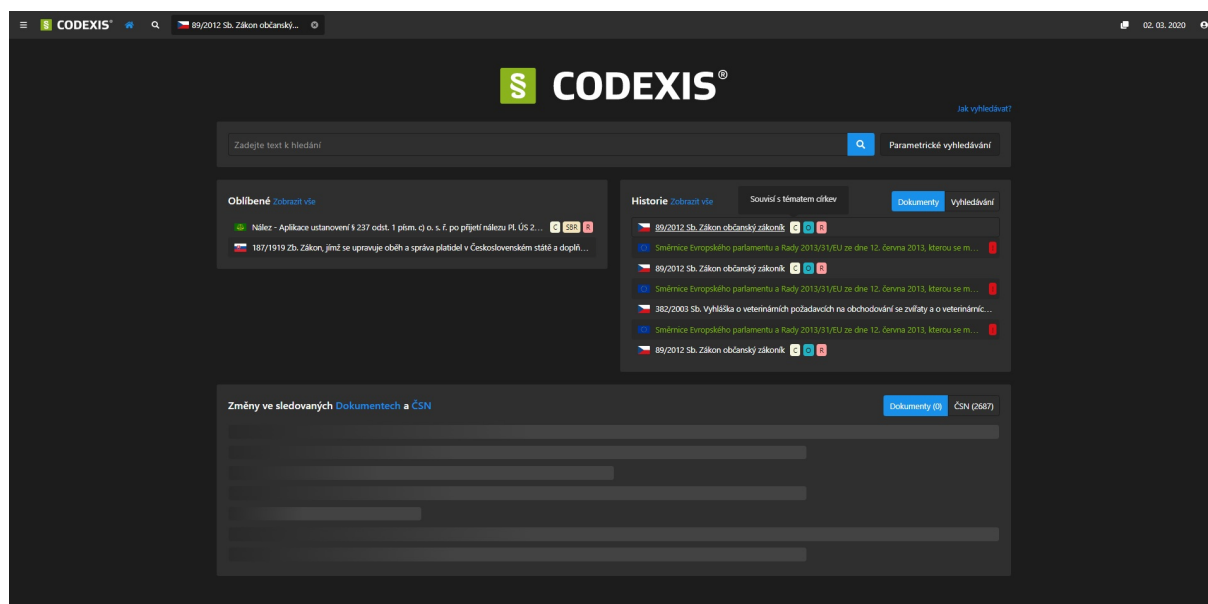 § CODEXIS® 89/2012 Sb. Zákon občanský... 02. 03. 2020
§ CODEXIS®
Jak vyhledávat?
Zadejte text k hledání Parametrické vyhledávání
Oblíbené Zobrazit vše
Nález - Aplikace ustanovení § 237 odst. 1 písm. c) o. s. ř. po přijetí nálezu Pl. ÚS 2... C SBR R
187/1919 Zb. Zákon, jímž se upravuje oběh a správa platidel v Československém státě a doplň...
Historie Zobrazit vše Souvisí s tématem církev Dokumenty Vyhledávání
89/2012 Sb. Zákon občanský zákoník C O R
Směrnice Evropského parlamentu a Rady 2013/31/EU ze dne 12. června 2013, kterou se m...
89/2012 Sb. Zákon občanský zákoník C O R
Směrnice Evropského parlamentu a Rady 2013/31/EU ze dne 12. června 2013, kterou se m...
382/2003 Sb. Vyhláška o veterinárních požadavcích na obchodování se zvířaty a o veterinárníc...
Směrnice Evropského parlamentu a Rady 2013/31/EU ze dne 12. června 2013, kterou se m...
89/2012 Sb. Zákon občanský zákoník C O R
Změny ve sledovaných Dokumentech a ČSN Dokumenty (0) ČSN (2687)